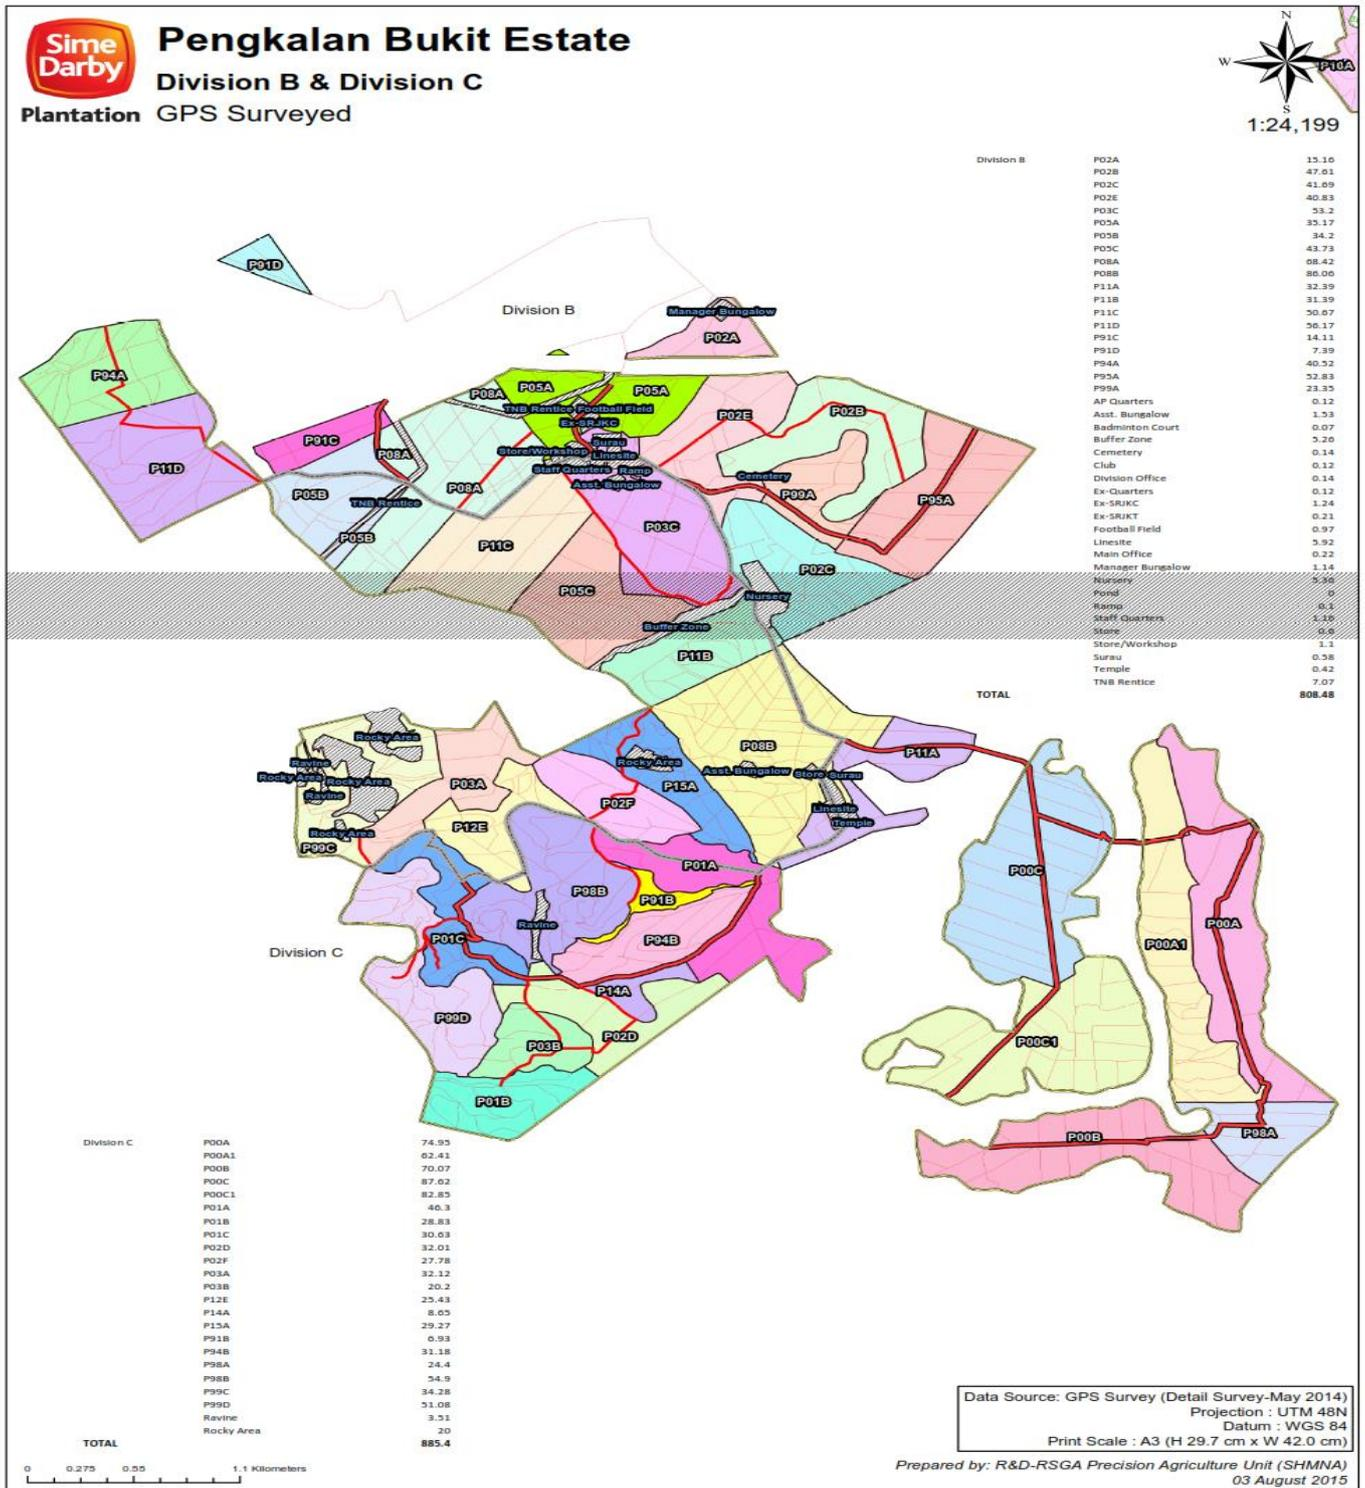 Sime
Darby
Plantation
Pengkalan Bukit Estate
Division B & Division C
GPS Surveyed
N
W
S
P10A
1:24,199
Division B P02A 15.16
P02B 47.61
P02C 41.69
P02E 40.83
P03C 53.2
P05A 35.17
P05B 34.2
P05C 43.73
P08A 68.42
P08B 86.06
P11A 32.39
P11B 31.39
P11C 50.67
P11D 56.17
P91C 14.11
P91D 7.39
P94A 40.52
P95A 52.83
P99A 23.35
AP Quarters 0.12
Asst. Bungalow 1.53
Badminton Court 0.07
Buffer Zone 5.26
Cemetery 0.14
Club 0.12
Division Office 0.14
Ex-Quarters 0.12
Ex-SRJKC 1.24
Ex-SRJKT 0.21
Football Field 0.97
Linesite 5.92
Main Office 0.22
Manager Bungalow 1.14
Nursery 5.36
Pond 0
Ramp 0.1
Staff Quarters 1.16
Store 0.6
Store/Workshop 1.1
Surau 0.58
Temple 0.42
TNB Rentice 7.07
TOTAL 808.48
P91D
Division B
Manager Bungalow
P02A
P94A
P08A
P05A
P05A
TNB Rentice
Football Field
P02E
P02B
Ex-SRJKC
P91C
Surau
P08A
Store/Workshop
Linesite
P11D
Staff Quarters
Ramp
Cemetery
P05B
P08A
Asst. Bungalow
P99A
P95A
TNB Rentice
P03C
P05B
P11C
P02C
P05C
Nursery
Buffer Zone
P11B
Rocky Area
P08B
P11A
Ravine
Rocky Area
Rocky Area
Rocky Area
Asst. Bungalow
Store
Surau
P03A
P15A
Ravine
P02F
Linesite
Temple
P12E
Rocky Area
P99C
P01A
P00C
P98B
P91B
Ravine
P00A
P01C
P94B
P00A1
Division C
P14A
P99D
P02D
P03B
P00C1
P01B
P00B
P98A
Division C P00A 74.95
P00A1 62.41
P00B 70.07
P00C 87.62
P00C1 82.85
P01A 46.3
P01B 28.83
P01C 30.63
P02D 32.01
P02F 27.78
P03A 32.12
P03B 20.2
P12E 25.43
P14A 8.65
P15A 29.27
P91B 6.93
P94B 31.18
P98A 24.4
P98B 54.9
P99C 34.28
P99D 51.08
Ravine 3.51
Rocky Area 20
TOTAL 885.4
0 0.275 0.55 1.1 Kilometers
Data Source: GPS Survey (Detail Survey-May 2014)
Projection : UTM 48N
Datum : WGS 84
Print Scale : A3 (H 29.7 cm x W 42.0 cm)
Prepared by: R&D-RSGA Precision Agriculture Unit (SHMNA)
03 August 2015